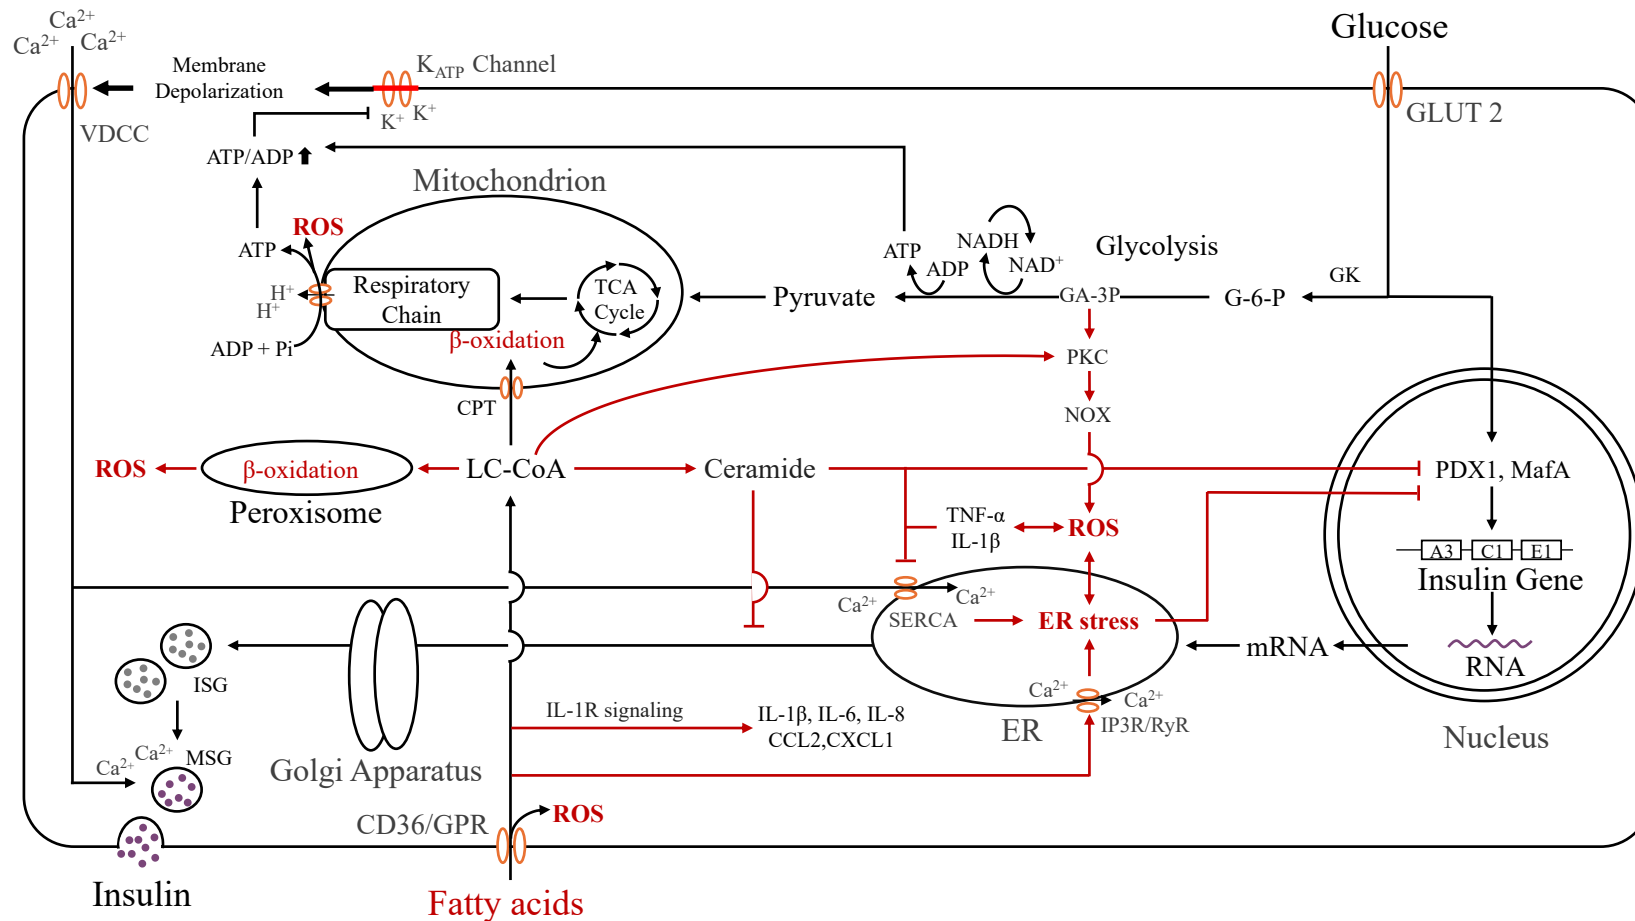 Ca²⁺
Ca²⁺ Ca²⁺
Glucose
Membrane
Depolarization
K_ATP Channel
K⁺ K⁺
VDCC
GLUT 2
ATP/ADP
Mitochondrion
ROS
ATP
H⁺
H⁺
ADP + Pi
Respiratory
Chain
TCA
Cycle
β-oxidation
CPT
ATP
ADP
NADH
NAD⁺
Glycolysis
Pyruvate
GA-3P
G-6-P
GK
PKC
NOX
ROS
β-oxidation
Peroxisome
LC-CoA
Ceramide
TNF-α
IL-1β
ROS
PDX1, MafA
A3 C1 E1
Insulin Gene
RNA
Nucleus
mRNA
Ca²⁺
Ca²⁺
SERCA
ER stress
Ca²⁺
Ca²⁺
IP3R/RyR
ER
ISG
Ca²⁺ Ca²⁺
MSG
Golgi Apparatus
IL-1R signaling
IL-1β, IL-6, IL-8
CCL2,CXCL1
CD36/GPR
ROS
Insulin
Fatty acids